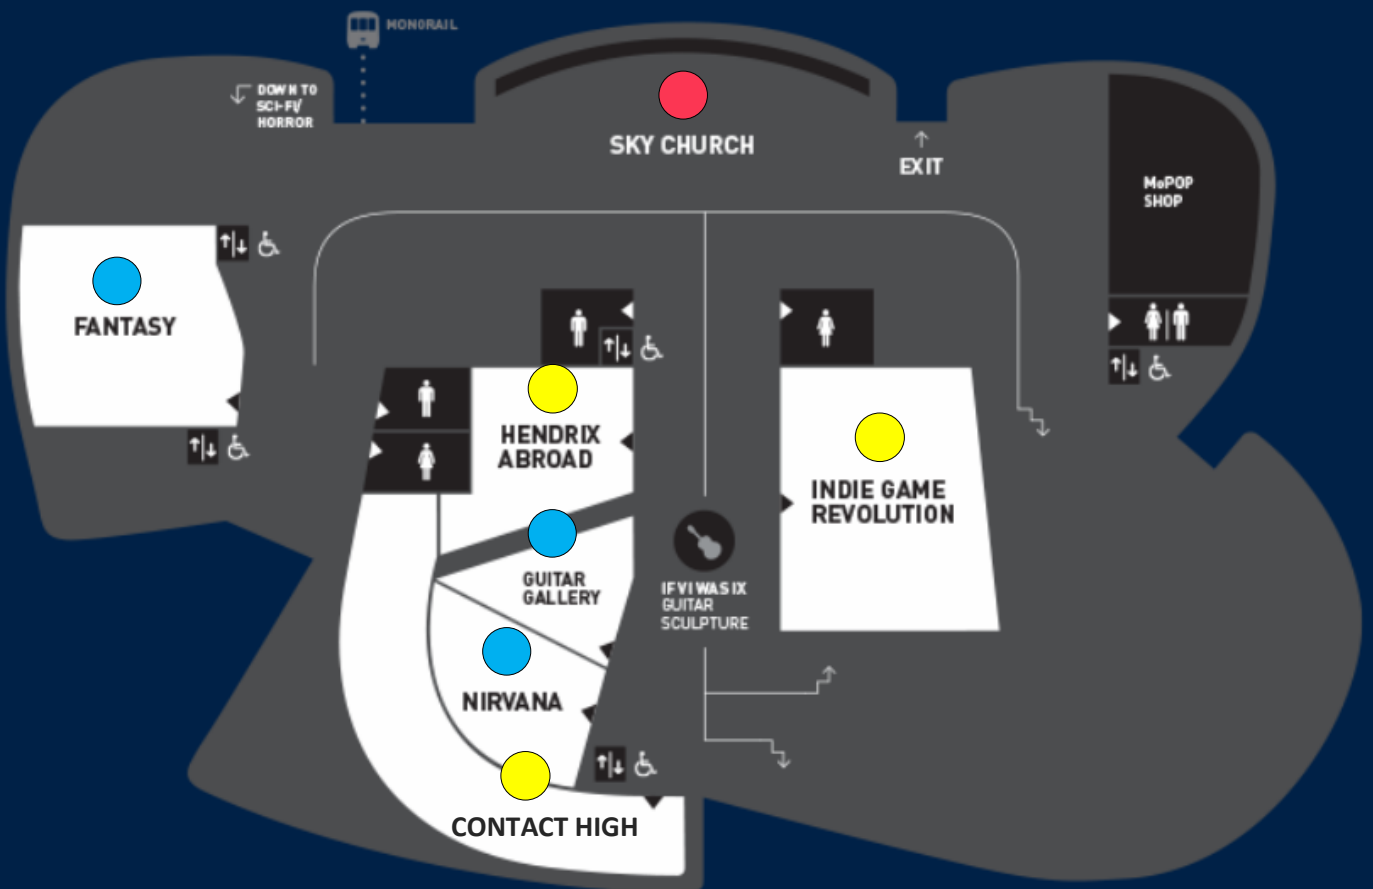 MONORAIL
DOWN TO
SCI-FI/
HORROR
SKY CHURCH
EXIT
MoPOP
SHOP
FANTASY
HENDRIX
ABROAD
INDIE GAME
REVOLUTION
GUITAR
GALLERY
IF VI WAS IX
GUITAR
SCULPTURE
NIRVANA
CONTACT HIGH